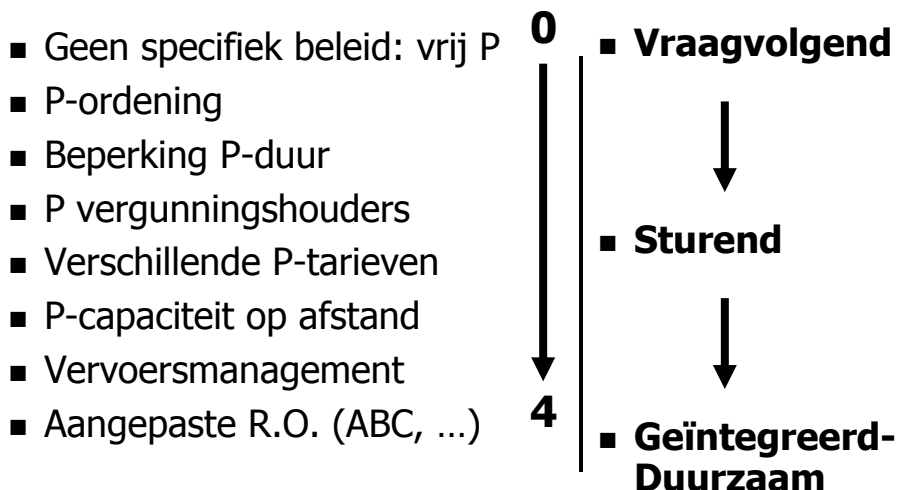 Geen specifiek beleid: vrij P
P-ordening
Beperking P-duur
P vergunningshouders
Verschillende P-tarieven
P-capaciteit op afstand
Vervoersmanagement
Aangepaste R.O. (ABC, ...)
0
4
Vraagvolgend
Sturend
Geïntegreerd-
Duurzaam